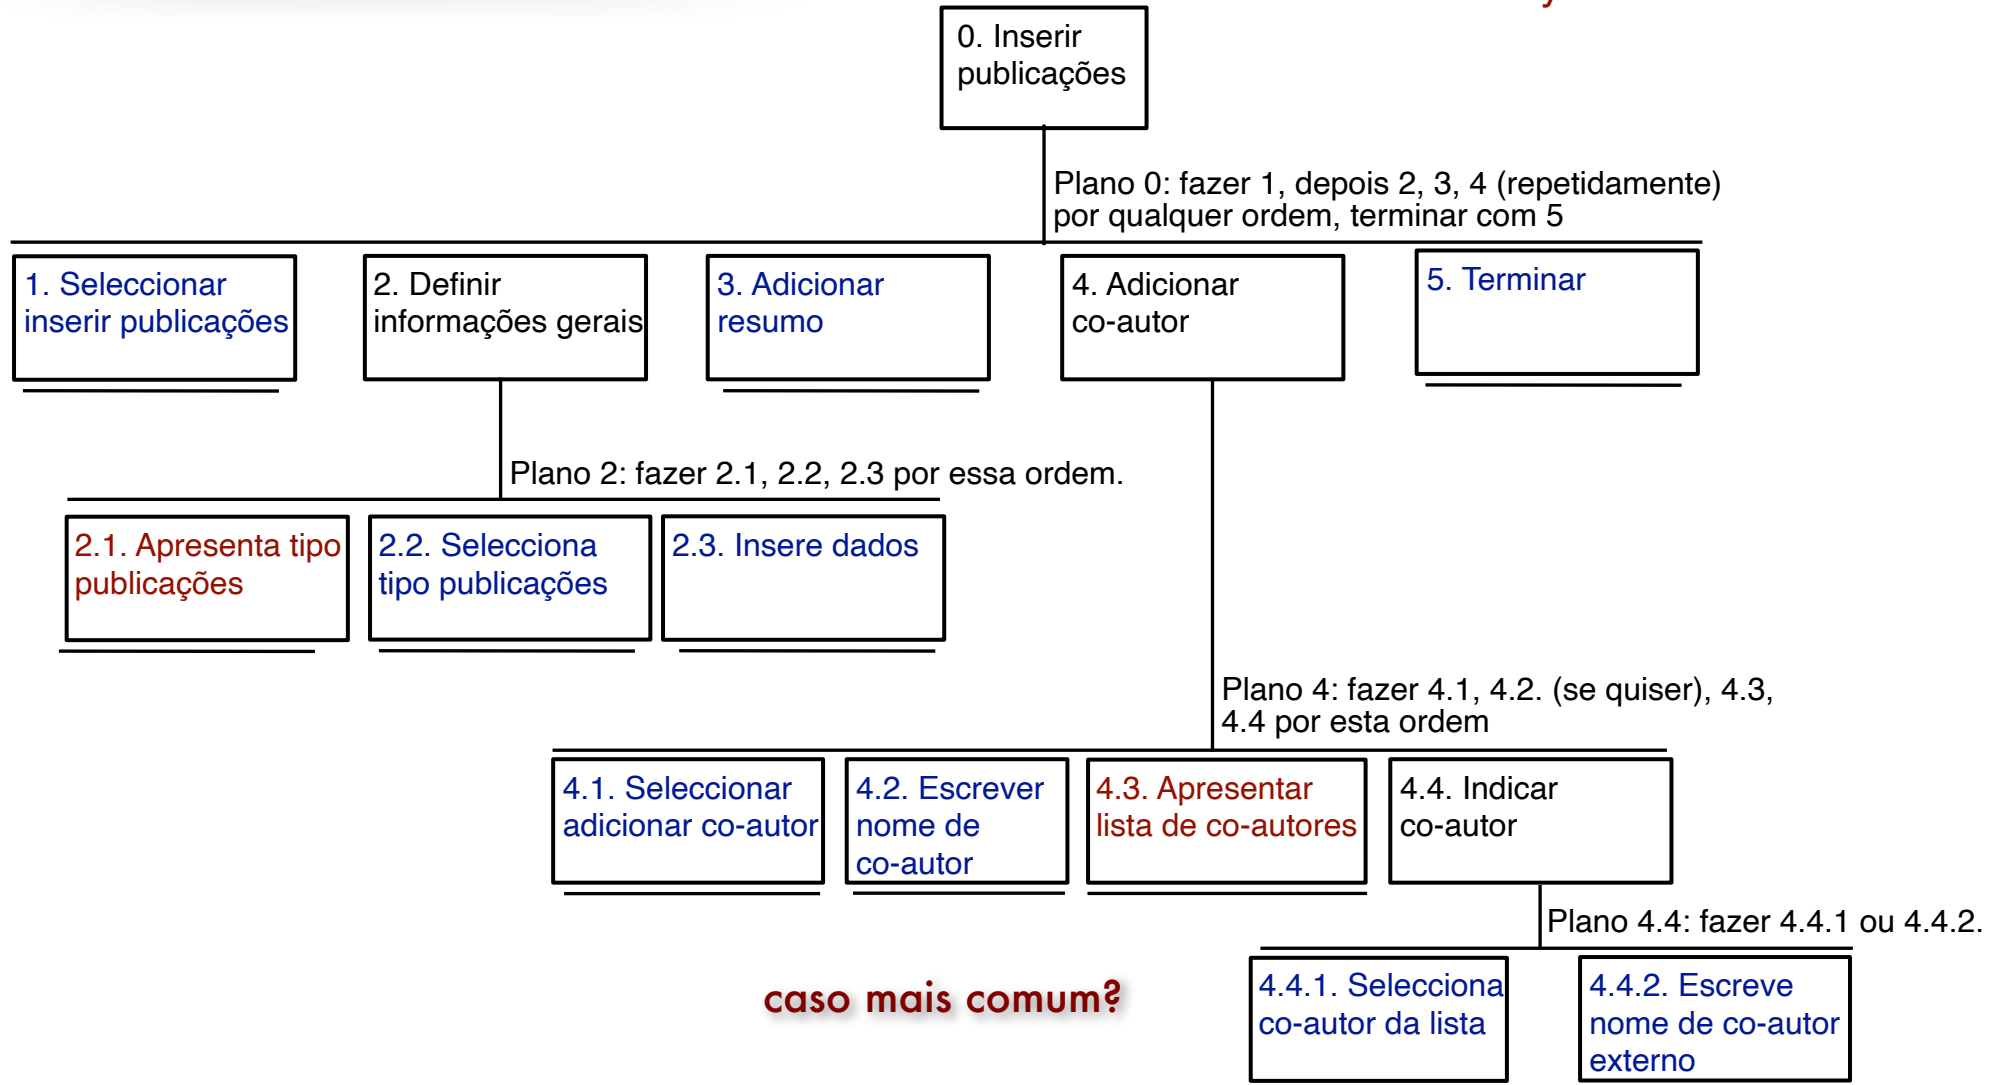 0. Inserir
publicações
Plano 0: fazer 1, depois 2, 3, 4 (repetidamente)
por qualquer ordem, terminar com 5
1. Seleccionar
inserir publicações
2. Definir
informações gerais
3. Adicionar
resumo
4. Adicionar
co-autor
5. Terminar
Plano 2: fazer 2.1, 2.2, 2.3 por essa ordem.
2.1. Apresenta tipo
publicações
2.2. Selecciona
tipo publicações
2.3. Insere dados
Plano 4: fazer 4.1, 4.2. (se quiser), 4.3,
4.4 por esta ordem
4.1. Seleccionar
adicionar co-autor
4.2. Escrever
nome de
co-autor
4.3. Apresentar
lista de co-autores
4.4. Indicar
co-autor
Plano 4.4: fazer 4.4.1 ou 4.4.2.
4.4.1. Selecciona
co-autor da lista
4.4.2. Escreve
nome de co-autor
externo
caso mais comum?